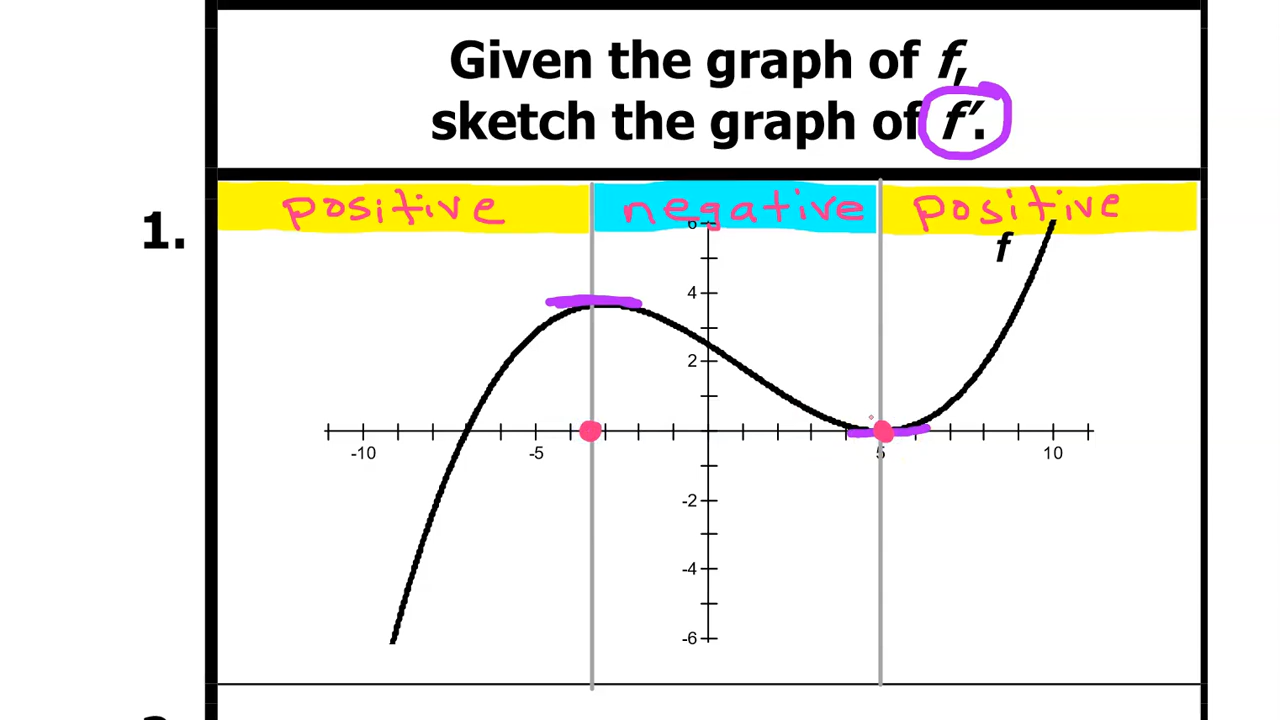 Given the graph of f,
sketch the graph of f′.
positive negative positive
1.
6
f
4
2
-10 -5 5 10
-2
-4
-6